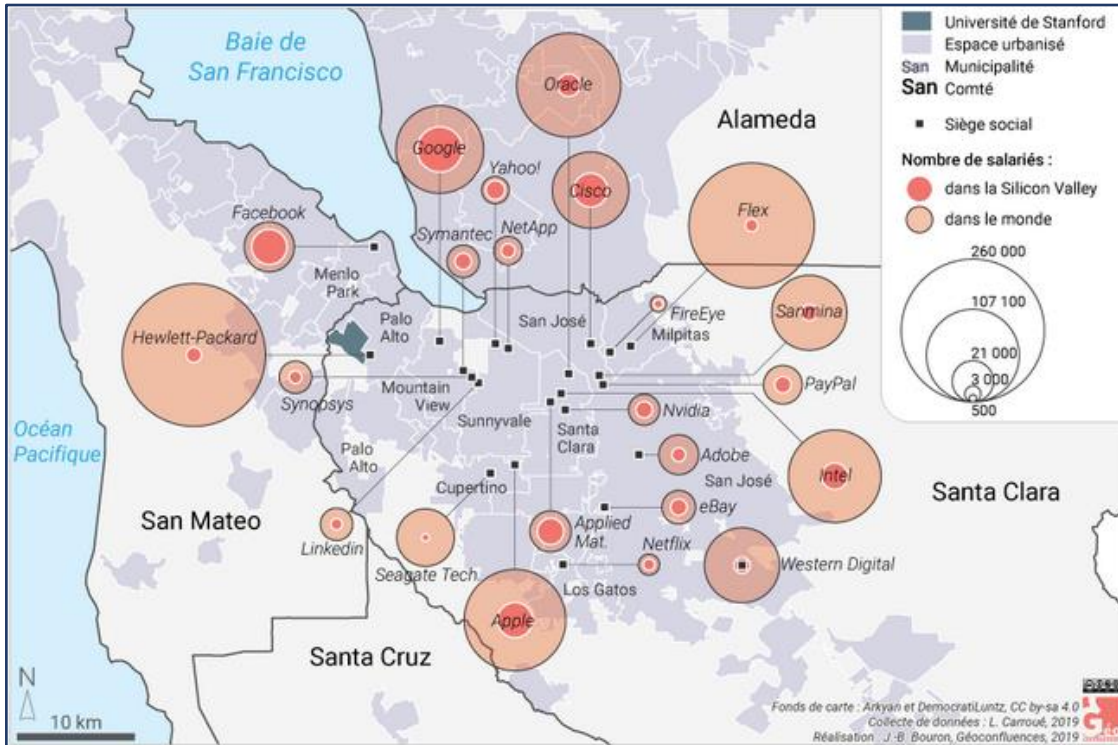 Baie de
San Francisco
Océan
Pacifique
San Mateo
Santa Cruz
Alameda
Santa Clara
Oracle
Google
Yahoo!
Cisco
NetApp
Symantec
Facebook
Flex
Hewlett-Packard
FireEye
Sanmina
Synopsys
PayPal
Nvidia
Adobe
Intel
eBay
Linkedin
Seagate Tech.
Applied
Mat.
Netflix
Western Digital
Apple
Menlo
Park
Palo
Alto
San José
Milpitas
Mountain
View
Sunnyvale
Santa
Clara
Palo
Alto
Cupertino
San José
Los Gatos
Université de Stanford
Espace urbanisé
San Municipalité
San Comté
Siège social
Nombre de salariés :
dans la Silicon Valley
dans le monde
260 000
107 100
21 000
3 000
500
N
10 km
Fonds de carte : Arkyan et DemocratiLuntz, CC by-sa 4.0
Collecte de données : L. Carroué, 2019
Réalisation : J.-B. Bouron, Géoconfluences, 2019